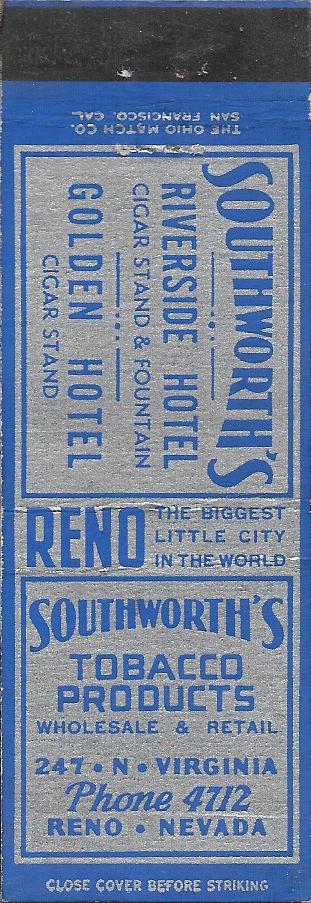 THE OHIO MATCH CO.
SAN FRANCISCO, CAL
SOUTHWORTH'S
RIVERSIDE HOTEL
CIGAR STAND & FOUNTAIN
GOLDEN HOTEL
CIGAR STAND
RENO
THE BIGGEST
LITTLE CITY
IN THE WORLD
SOUTHWORTH'S
TOBACCO
PRODUCTS
WHOLESALE & RETAIL
247 • N • VIRGINIA
Phone 4712
RENO • NEVADA
CLOSE COVER BEFORE STRIKING